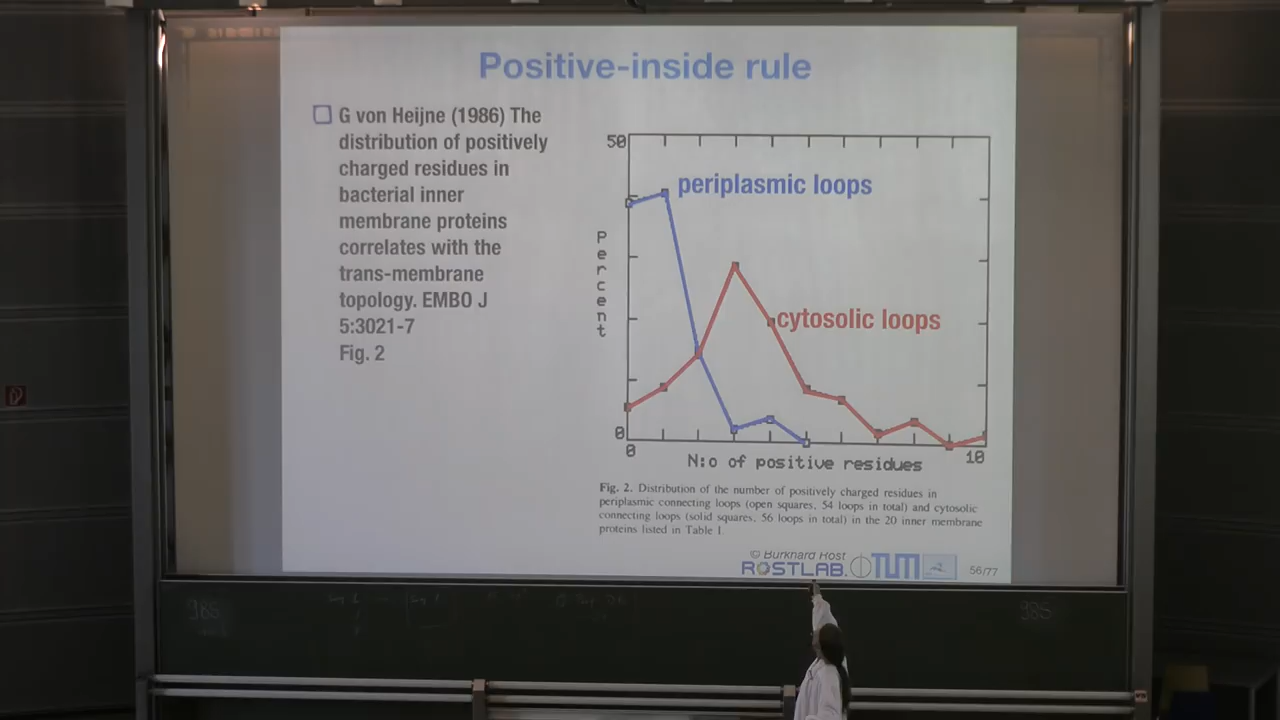 Positive-inside rule
G von Heijne (1986) The
distribution of positively
charged residues in
bacterial inner
membrane proteins
correlates with the
trans-membrane
topology. EMBO J
5:3021-7
Fig. 2
50
periplasmic loops
Percent
cytosolic loops
0
0
10
N:o of positive residues
Fig. 2. Distribution of the number of positively charged residues in
periplasmic connecting loops (open squares, 54 loops in total) and cytosolic
connecting loops (solid squares, 56 loops in total) in the 20 inner membrane
proteins listed in Table I.
© Burkhard Rost
ROSTLAB.
TUM
56/77